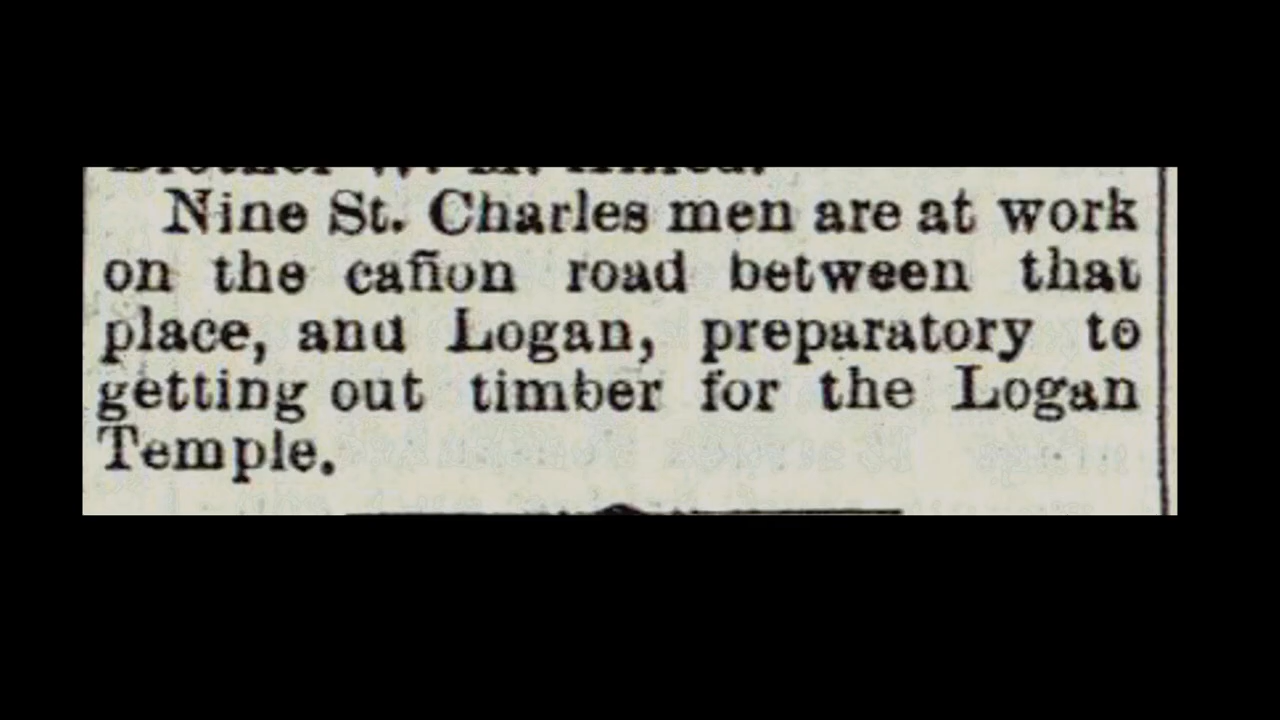 Nine St. Charles men are at work
on the cañon road between that
place, and Logan, preparatory to
getting out timber for the Logan
Temple.